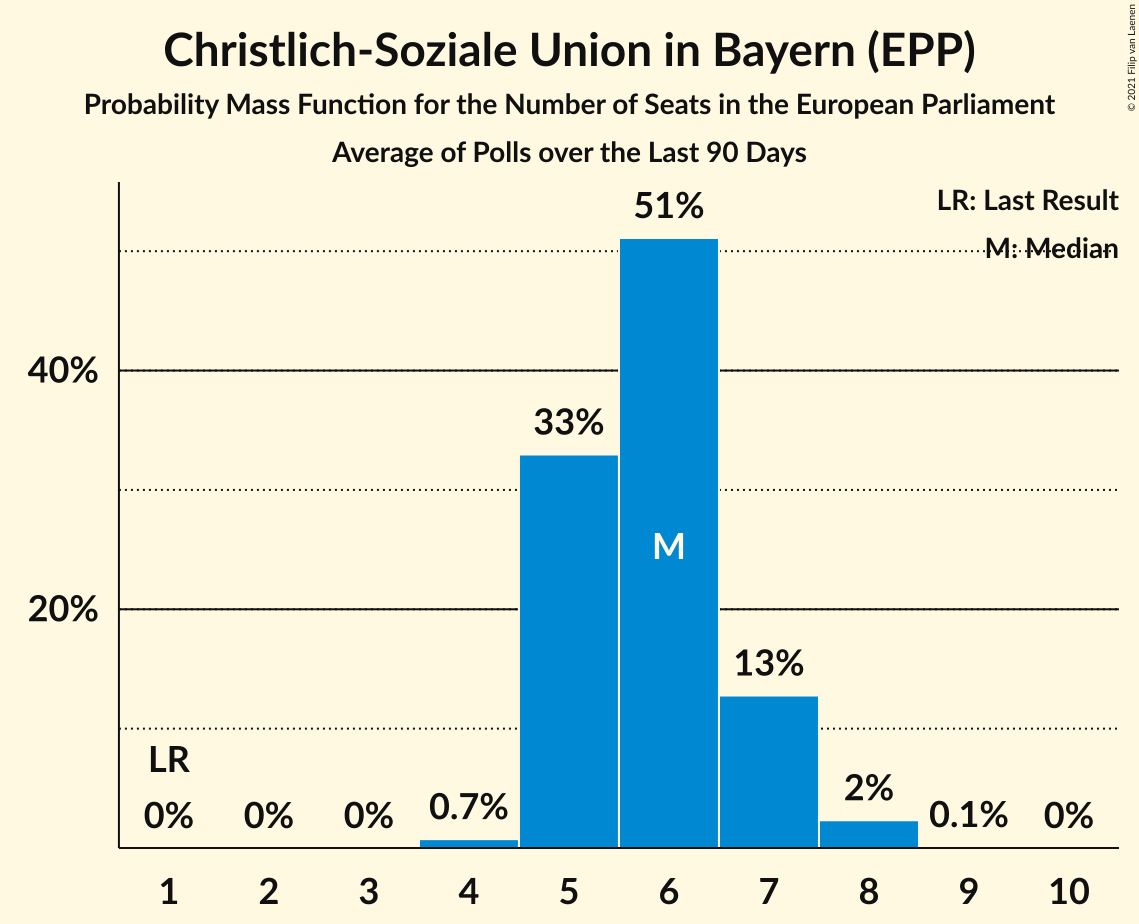 Christlich-Soziale Union in Bayern (EPP)
Probability Mass Function for the Number of Seats in the European Parliament
Average of Polls over the Last 90 Days
© 2021 Filip van Laenen
LR: Last Result
M: Median
51%
40%
33%
M
20%
13%
LR
0% 0% 0% 0.7% 2% 0.1% 0%
1 2 3 4 5 6 7 8 9 10